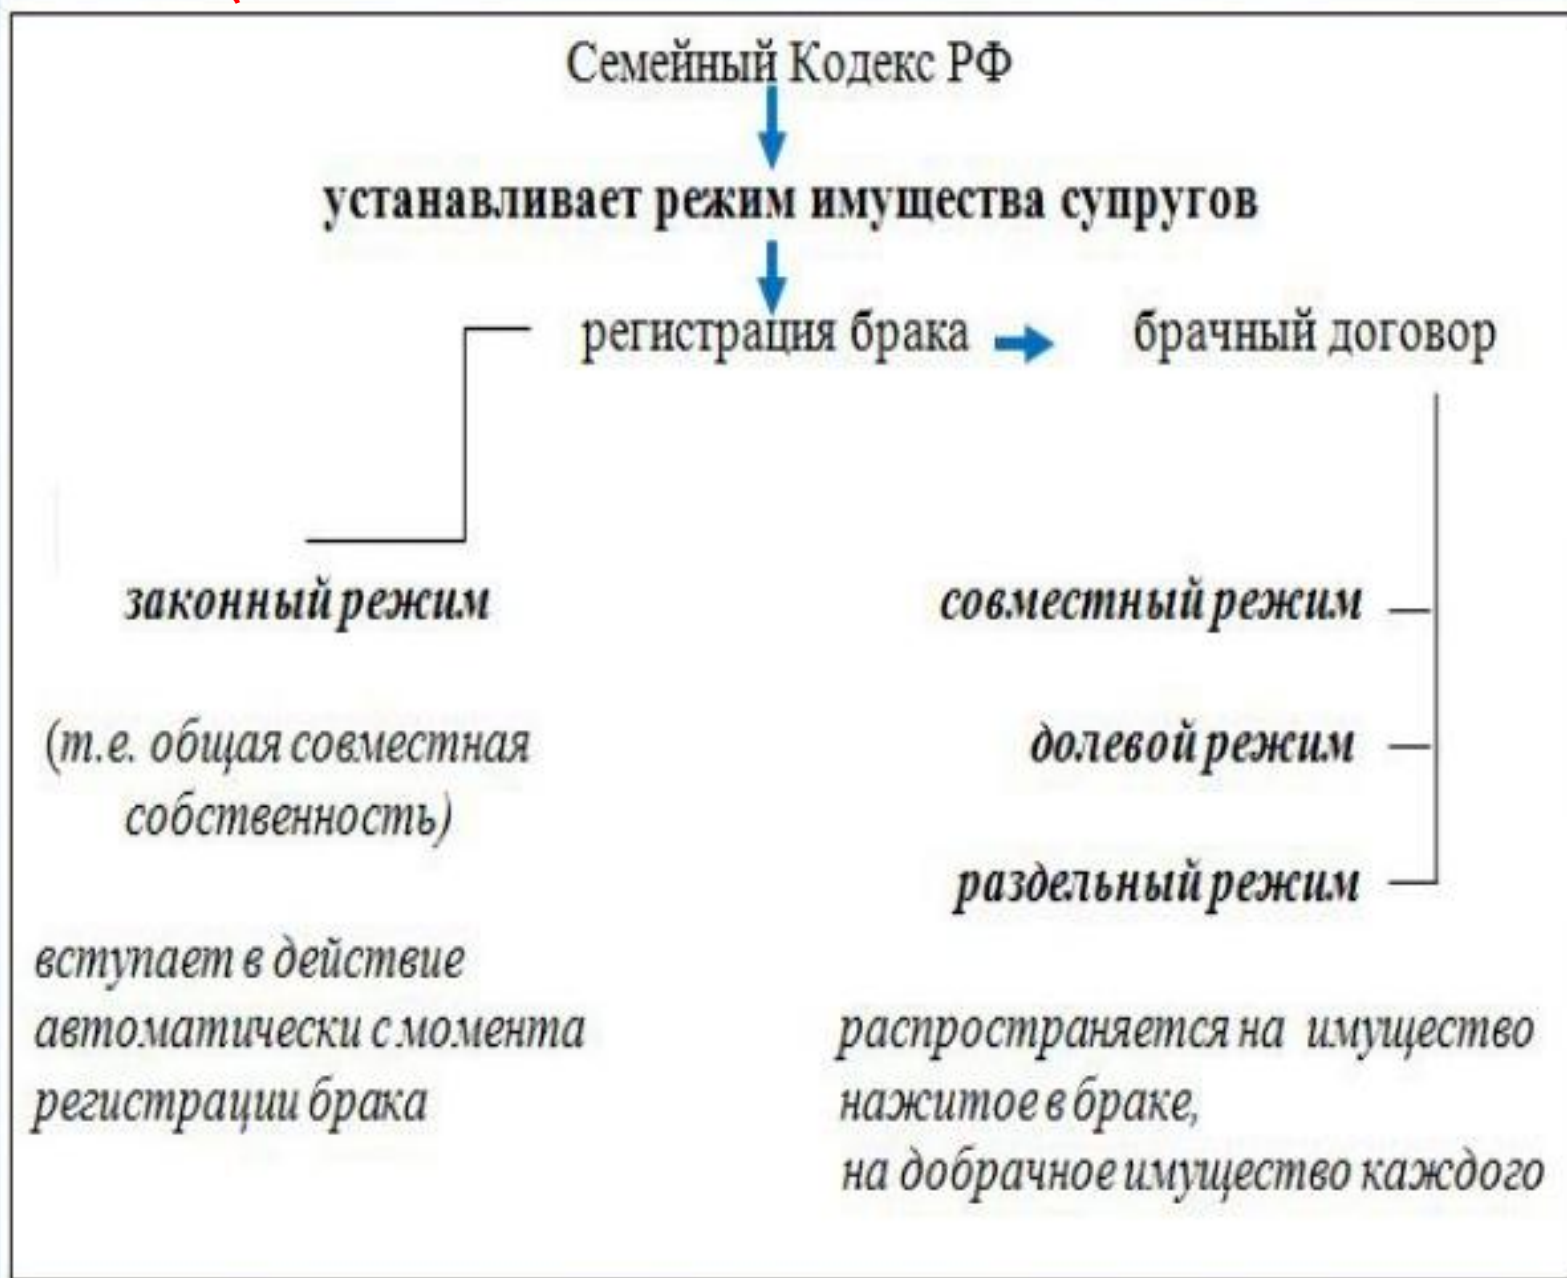 Семейный Кодекс РФ
устанавливает режим имущества супругов
регистрация брака
брачный договор
законный режим
(т.е. общая совместная
собственность)
вступает в действие
автоматически с момента
регистрации брака
совместный режим
долевой режим
раздельный режим
распространяется на имущество
нажитое в браке,
на добрачное имущество каждого